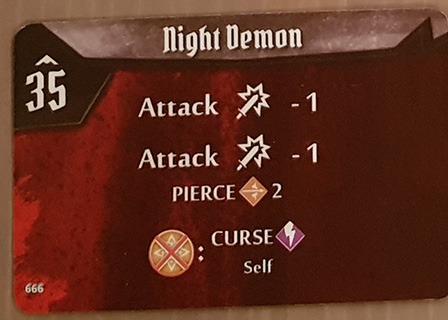 Night Demon
35
Attack -1
Attack -1
PIERCE 2
: CURSE
Self
666